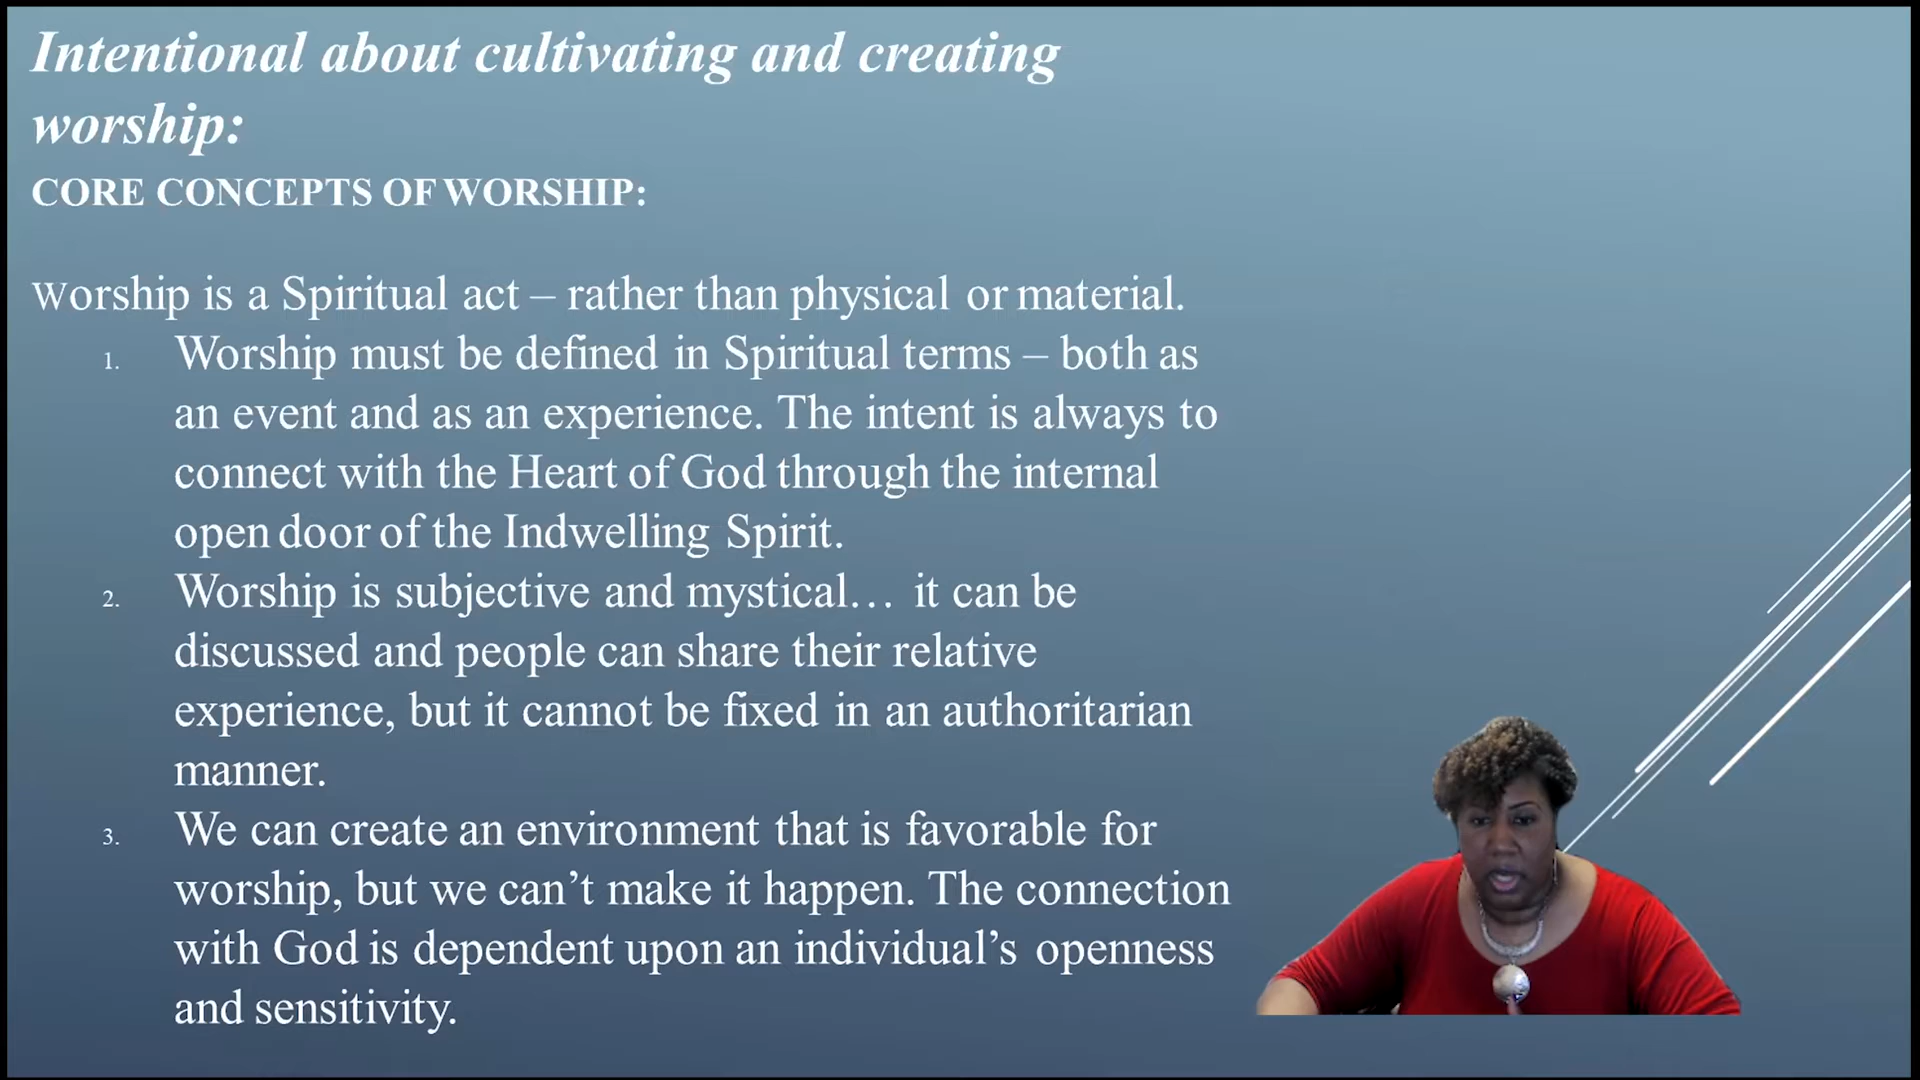 Intentional about cultivating and creating
worship:
CORE CONCEPTS OF WORSHIP:
Worship is a Spiritual act – rather than physical or material.
1. Worship must be defined in Spiritual terms – both as
an event and as an experience. The intent is always to
connect with the Heart of God through the internal
open door of the Indwelling Spirit.
2. Worship is subjective and mystical… it can be
discussed and people can share their relative
experience, but it cannot be fixed in an authoritarian
manner.
3. We can create an environment that is favorable for
worship, but we can’t make it happen. The connection
with God is dependent upon an individual’s openness
and sensitivity.